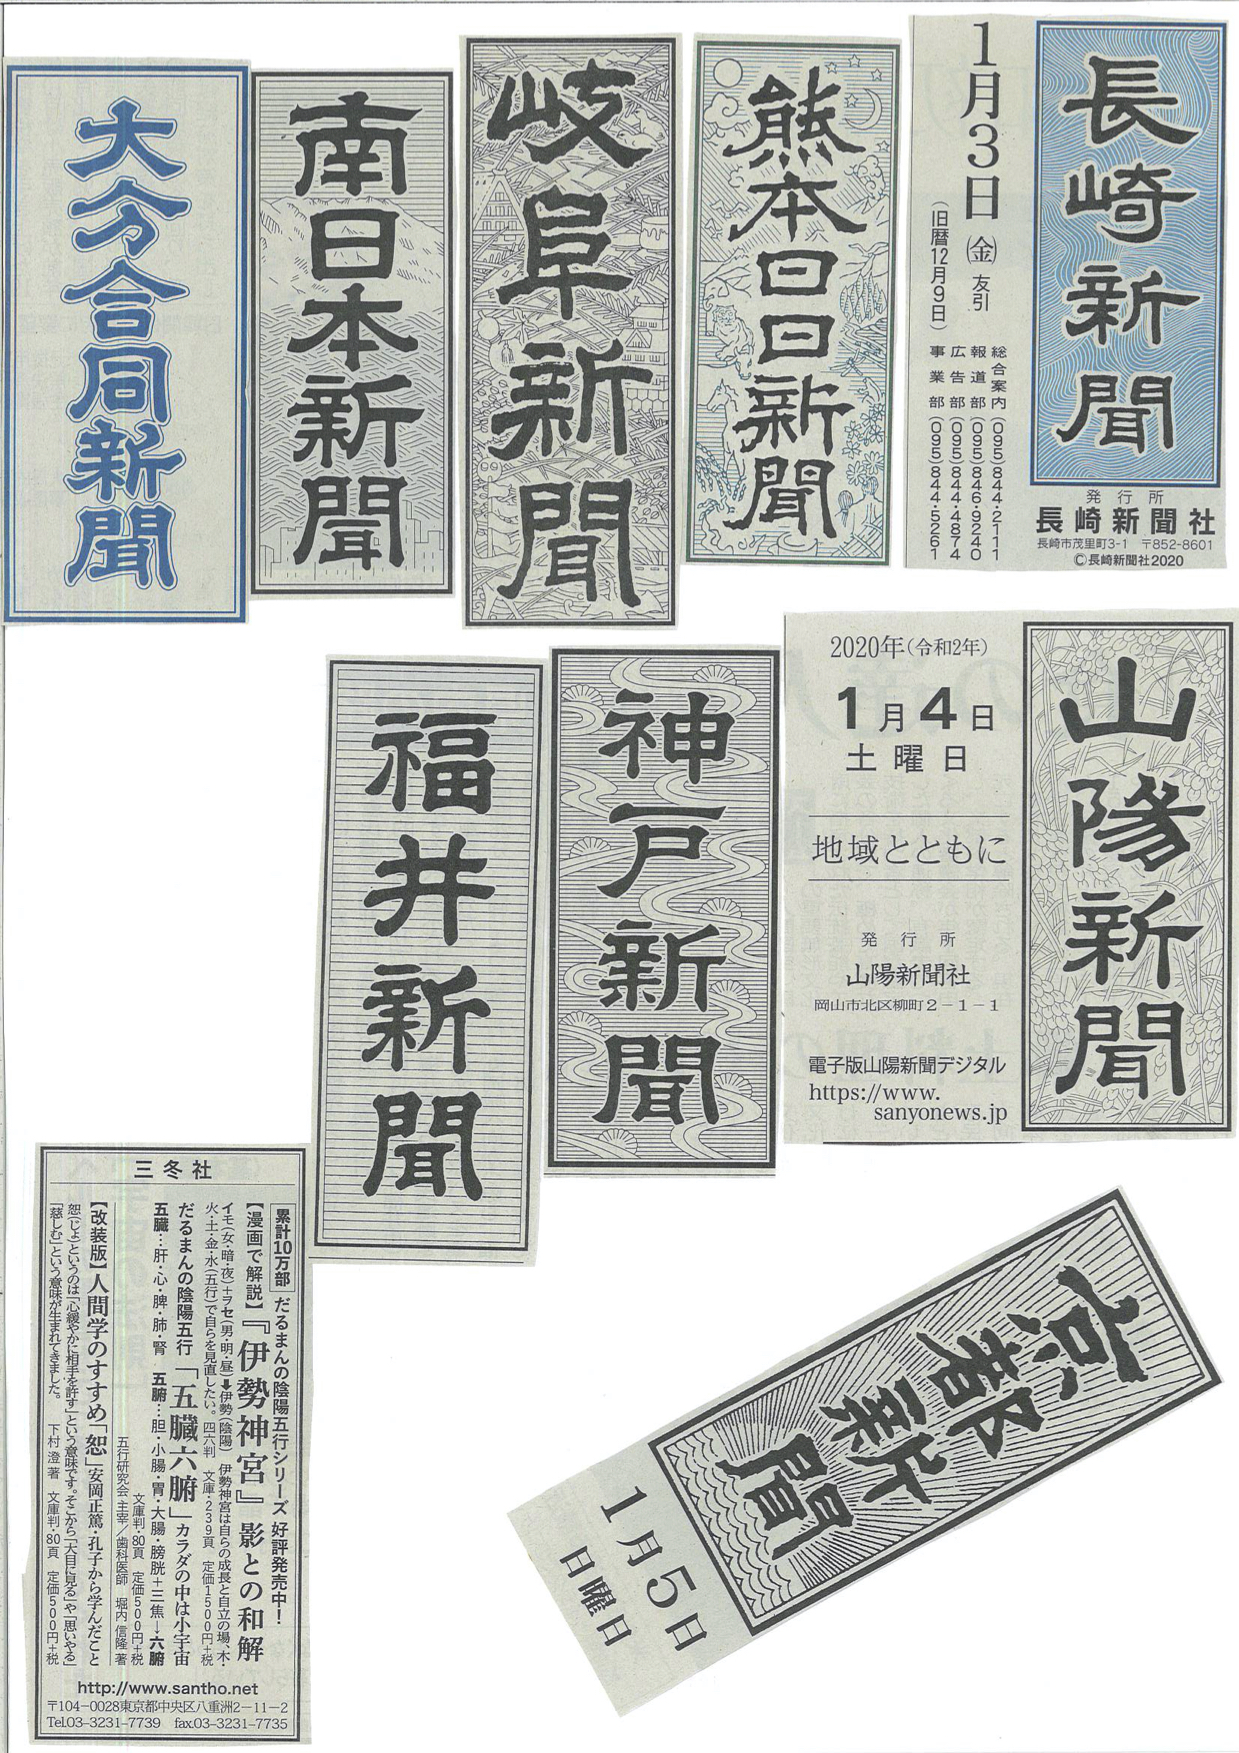 長崎新聞
発行所
長崎新聞社
長崎市茂里町3-1 〒852-8601
©長崎新聞社2020
1月3日(金)友引
(旧暦12月9日)
総合案内(095)844・2111
報道部(095)846・9240
広告部(095)844・4874
事業部(095)844・5261
熊本日日新聞
岐阜新聞
南日本新聞
大分合同新聞
山陽新聞
2020年(令和2年)
1月4日
土曜日
地域とともに
発行所
山陽新聞社
岡山市北区柳町2-1-1
電子版山陽新聞デジタル
https://www.
sanyonews.jp
神戸新聞
福井新聞
京都新聞
1月5日
日曜日
三冬社
累計10万部 だるまんの陰陽五行シリーズ 好評発売中!
【漫画で解説】『伊勢神宮』影との和解
イモ(女・暗・夜)+ヲセ(男・明・昼)➡伊勢(陰陽) 伊勢神宮は自らの成長と自立の場、木・
火・土・金・水(五行)で自らを見直したい。 四六判 文庫・239頁 定価1500円+税
だるまんの陰陽五行「五臓六腑」カラダの中は小宇宙
五臓…肝・心・脾・肺・腎 五腑…胆・小腸・胃・大腸・膀胱+三焦→六腑
文庫判・80頁 定価500円+税
五行研究会 主宰/歯科医師 堀内信隆 著
【改装版】人間学のすすめ「恕」安岡正篤・孔子から学んだこと
恕(じょ)というのは「心緩やかに相手を許す」という意味です。そこから「大目に見る」や「思いやる」
「慈しむ」という意味が生まれてきました。 下村澄 著 文庫判・80頁 定価500円+税
http://www.santho.net
〒104-0028東京都中央区八重洲2-11-2
Tel.03-3231-7739 fax.03-3231-7735